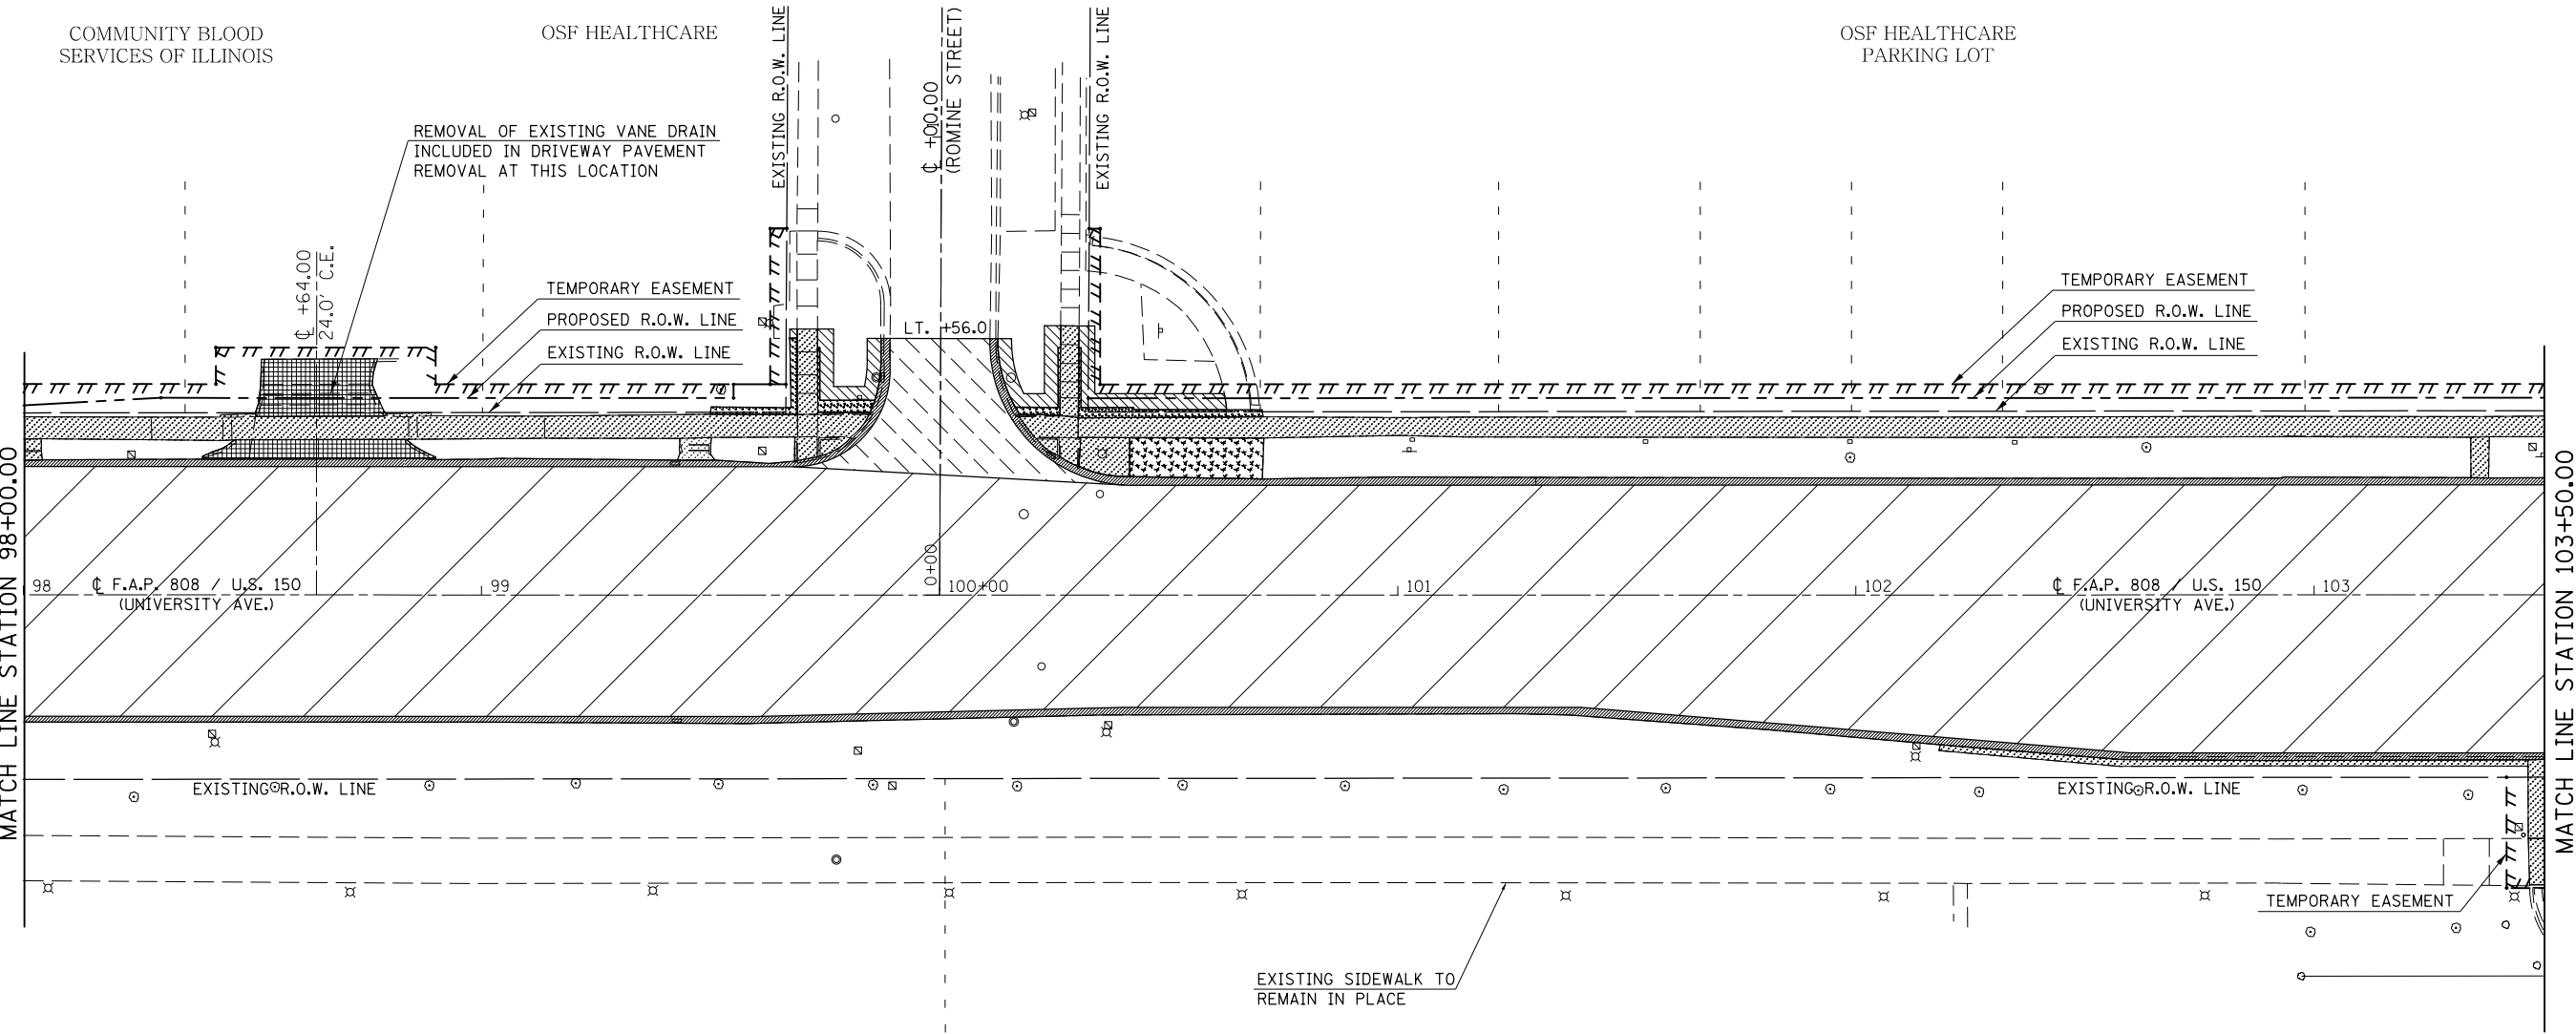 COMMUNITY BLOOD
SERVICES OF ILLINOIS
OSF HEALTHCARE
EXISTING R.O.W. LINE
℄ +00.00
(ROMINE STREET)
EXISTING R.O.W. LINE
OSF HEALTHCARE
PARKING LOT
REMOVAL OF EXISTING VANE DRAIN
INCLUDED IN DRIVEWAY PAVEMENT
REMOVAL AT THIS LOCATION
℄ +64.00
24.0' C.E.
TEMPORARY EASEMENT
PROPOSED R.O.W. LINE
EXISTING R.O.W. LINE
LT. +56.0
TEMPORARY EASEMENT
PROPOSED R.O.W. LINE
EXISTING R.O.W. LINE
MATCH LINE STATION 98+00.00
98
℄ F.A.P. 808 / U.S. 150
(UNIVERSITY AVE.)
99
0+00
100+00
101
102
℄ F.A.P. 808 / U.S. 150
(UNIVERSITY AVE.)
103
MATCH LINE STATION 103+50.00
EXISTING R.O.W. LINE
EXISTING R.O.W. LINE
TEMPORARY EASEMENT
EXISTING SIDEWALK TO
REMAIN IN PLACE